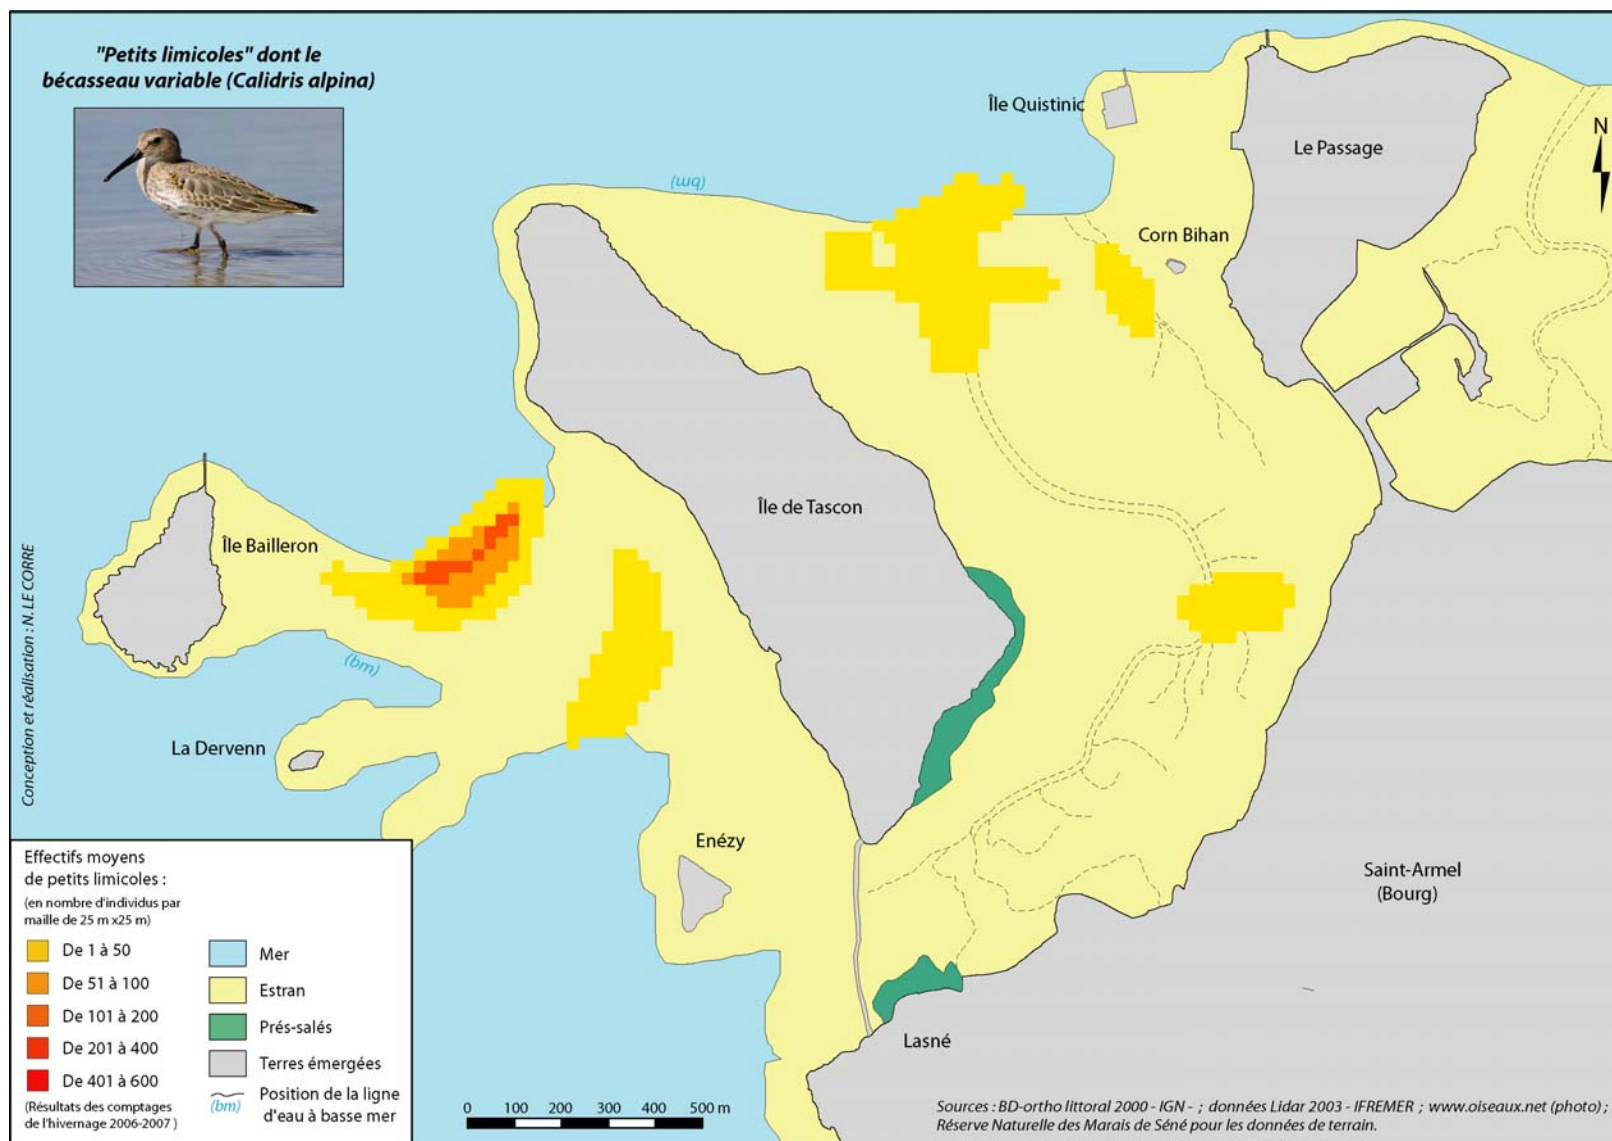 "Petits limicoles" dont le
bécasseau variable (Calidris alpina)
Île Quistinic
Le Passage
N
(bm)
Corn Bihan
Île de Tascon
Île Bailleron
(bm)
La Dervenn
Enézy
Saint-Armel
(Bourg)
Lasné
Conception et réalisation : N. LE CORRE
Effectifs moyens
de petits limicoles :
(en nombre d'individus par
maille de 25 m x25 m)
De 1 à 50
De 51 à 100
De 101 à 200
De 201 à 400
De 401 à 600
(Résultats des comptages
de l'hivernage 2006-2007 )
Mer
Estran
Prés-salés
Terres émergées
(bm) Position de la ligne
d'eau à basse mer
0 100 200 300 400 500 m
Sources : BD-ortho littoral 2000 - IGN - ; données Lidar 2003 - IFREMER ; www.oiseaux.net (photo) ;
Réserve Naturelle des Marais de Séné pour les données de terrain.